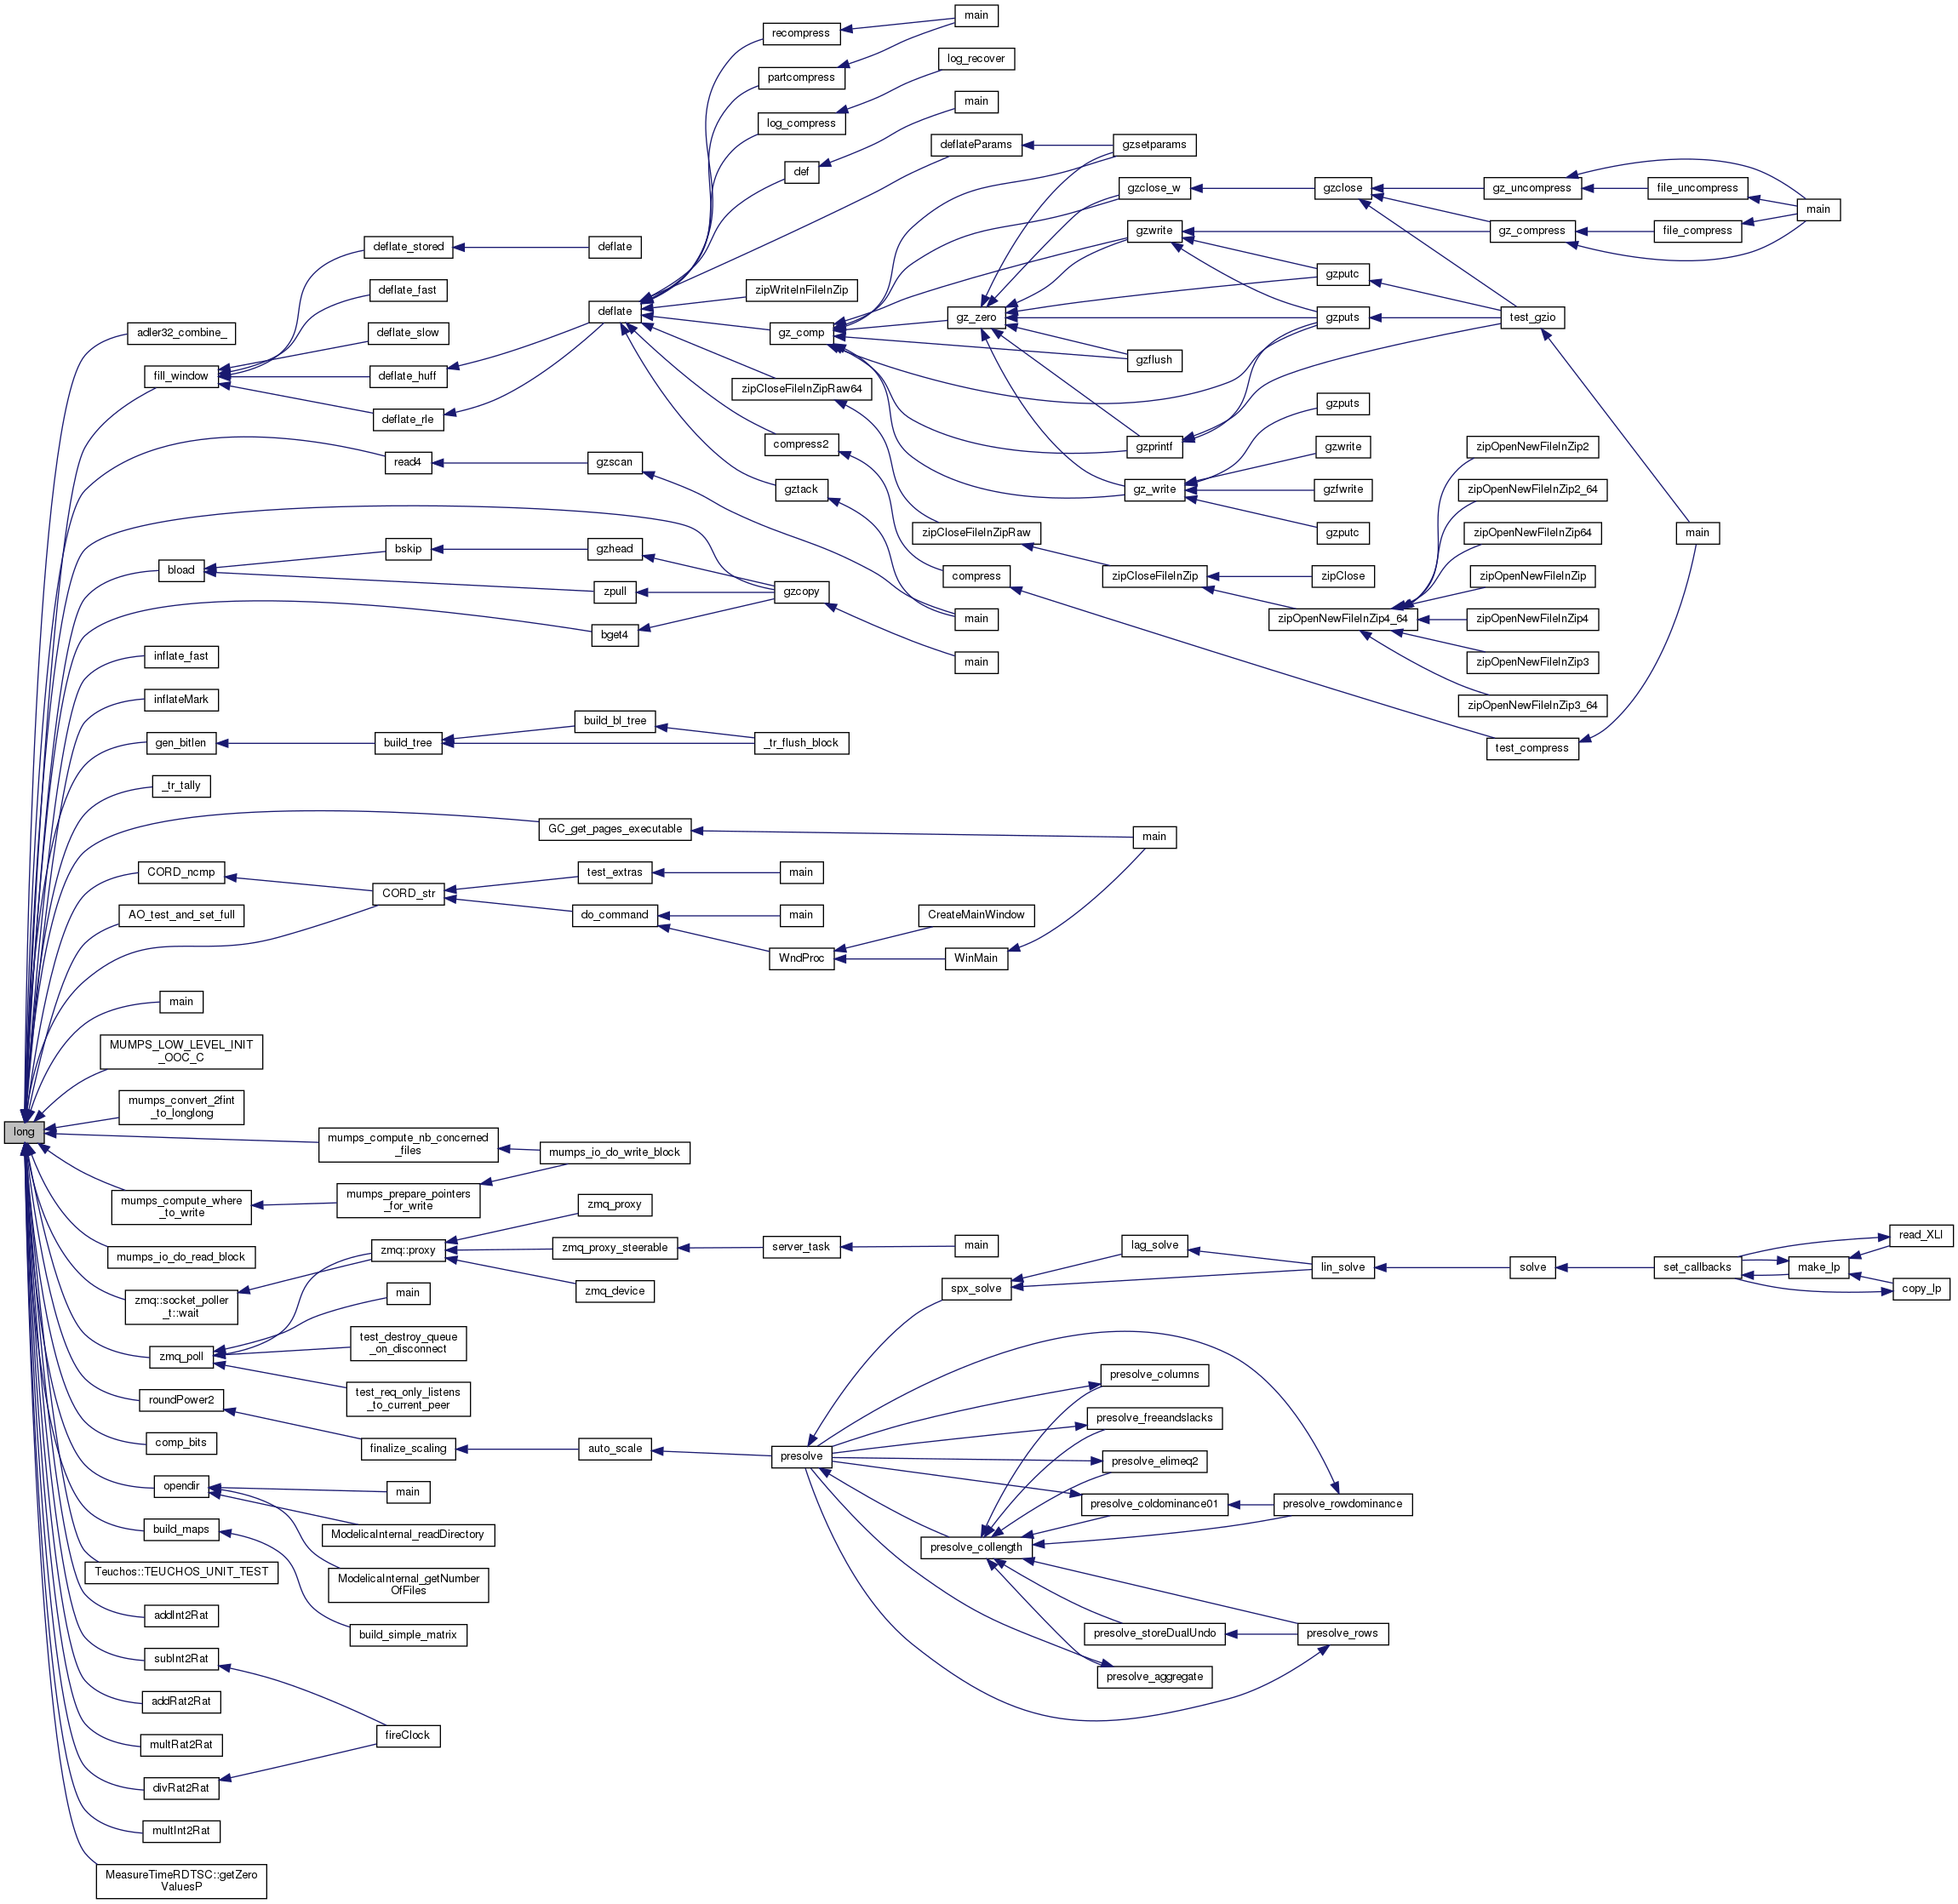 main
recompress
log_recover
partcompress
main
log_compress
deflateParams
gzsetparams
def
gzclose_w
gzclose
gz_uncompress
file_uncompress
main
gzwrite
gz_compress
file_compress
deflate_stored
deflate
gzputc
deflate_fast
zipWriteInFileInZip
deflate
gz_zero
gzputs
test_gzio
adler32_combine_
deflate_slow
gz_comp
gzflush
fill_window
deflate_huff
zipCloseFileInZipRaw64
gzputs
deflate_rle
compress2
gzprintf
gzwrite
zipOpenNewFileInZip2
read4
gzscan
gztack
gz_write
gzfwrite
zipOpenNewFileInZip2_64
zipCloseFileInZipRaw
gzputc
zipOpenNewFileInZip64
main
bskip
gzhead
bload
compress
zipCloseFileInZip
zipClose
zipOpenNewFileInZip
zpull
gzcopy
main
zipOpenNewFileInZip4_64
zipOpenNewFileInZip4
bget4
inflate_fast
main
zipOpenNewFileInZip3
inflateMark
zipOpenNewFileInZip3_64
build_bl_tree
gen_bitlen
build_tree
_tr_flush_block
test_compress
_tr_tally
GC_get_pages_executable
main
CORD_ncmp
test_extras
main
CORD_str
AO_test_and_set_full
do_command
main
CreateMainWindow
WndProc
WinMain
main
MUMPS_LOW_LEVEL_INIT
_OOC_C
mumps_convert_2fint
_to_longlong
long
mumps_compute_nb_concerned
_files
mumps_io_do_write_block
mumps_compute_where
_to_write
mumps_prepare_pointers
_for_write
zmq_proxy
read_XLI
mumps_io_do_read_block
zmq::proxy
zmq_proxy_steerable
server_task
main
lag_solve
lin_solve
solve
set_callbacks
make_lp
zmq::socket_poller
_t::wait
main
zmq_device
spx_solve
copy_lp
zmq_poll
test_destroy_queue
_on_disconnect
test_req_only_listens
_to_current_peer
presolve_columns
roundPower2
presolve_freeandslacks
comp_bits
finalize_scaling
auto_scale
presolve
presolve_elimeq2
opendir
main
presolve_coldominance01
presolve_rowdominance
build_maps
ModelicaInternal_readDirectory
presolve_collength
Teuchos::TEUCHOS_UNIT_TEST
ModelicaInternal_getNumber
OfFiles
addInt2Rat
build_simple_matrix
presolve_storeDualUndo
presolve_rows
subInt2Rat
presolve_aggregate
addRat2Rat
fireClock
multRat2Rat
divRat2Rat
multInt2Rat
MeasureTimeRDTSC::getZero
ValuesP